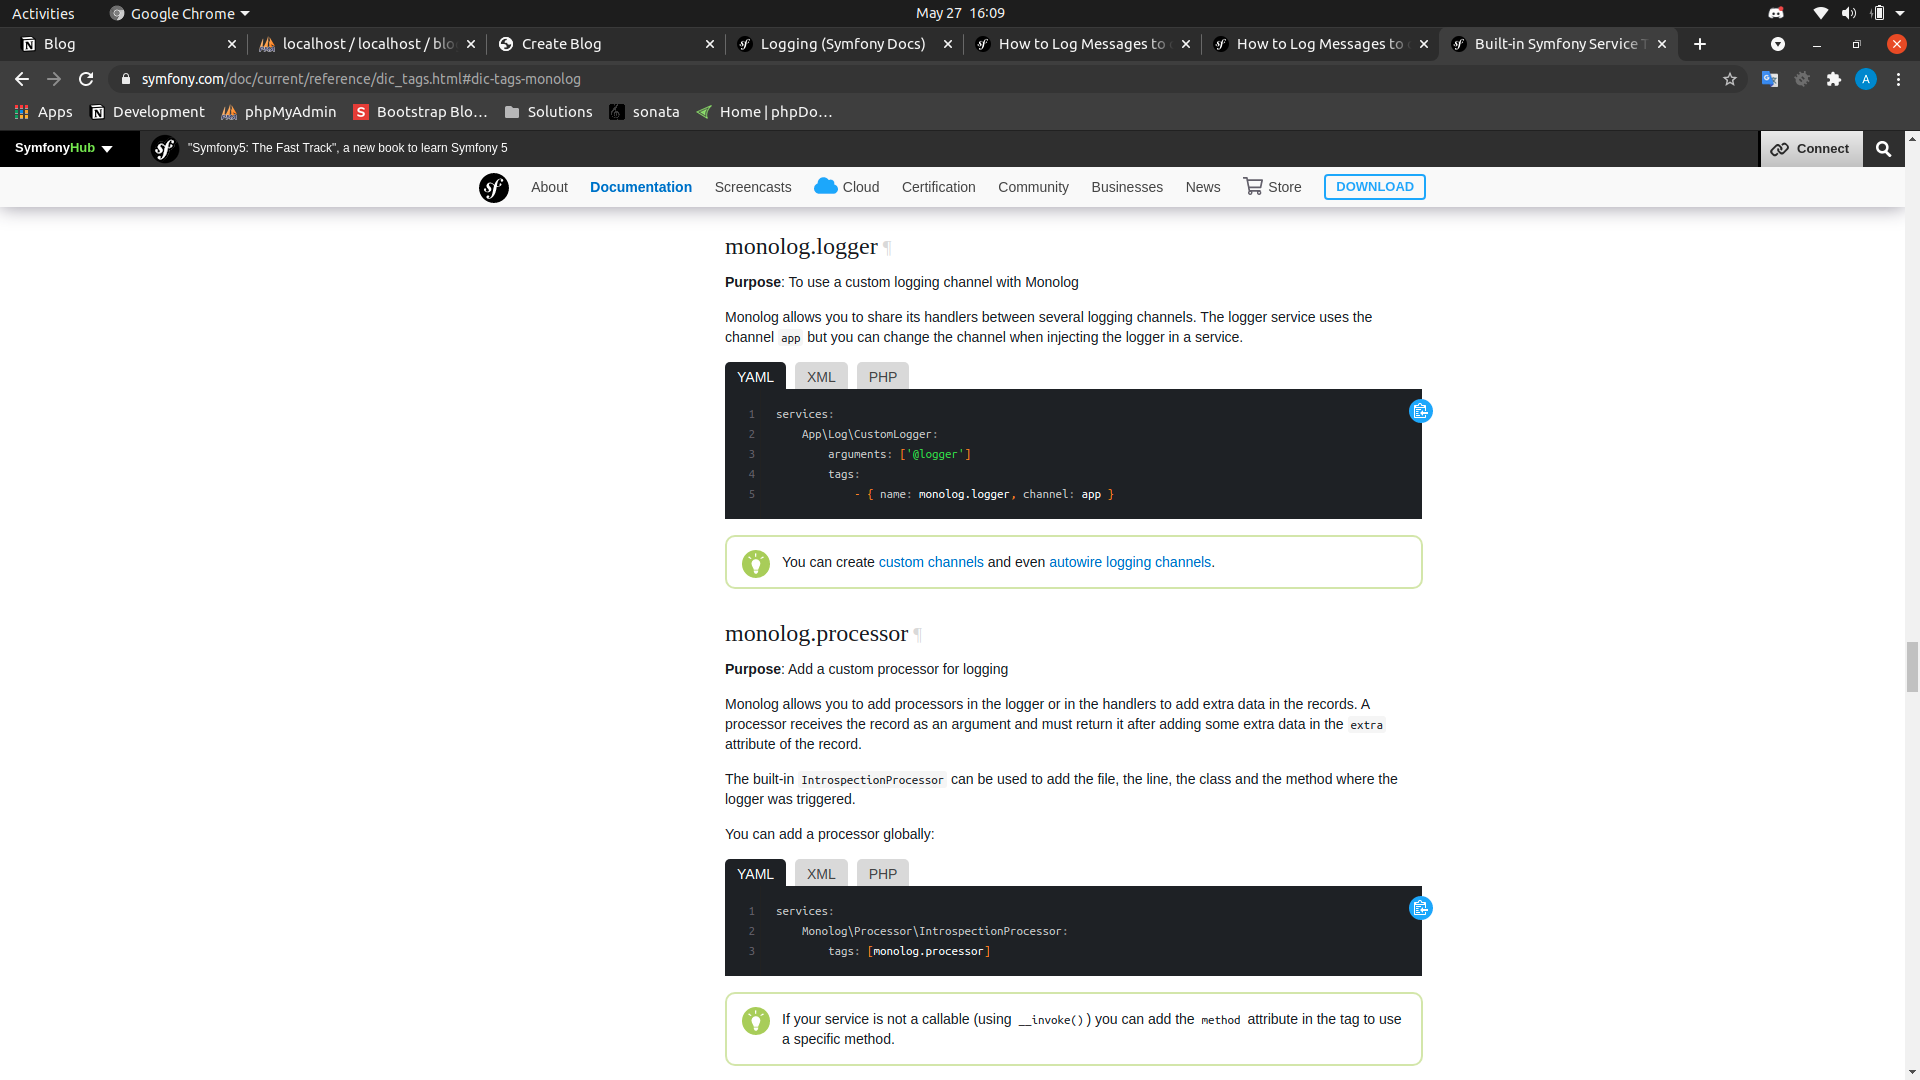 Activities
Google Chrome
May 27  16:09
Blog
localhost / localhost / blo
Create Blog
Logging (Symfony Docs)
How to Log Messages to
How to Log Messages to
Built-in Symfony Service T
symfony.com/doc/current/reference/dic_tags.html#dic-tags-monolog
A
Apps
Development
phpMyAdmin
S
Bootstrap Blo…
Solutions
sonata
Home | phpDo…
SymfonyHub
sf
"Symfony5: The Fast Track", a new book to learn Symfony 5
Connect
sf
About
Documentation
Screencasts
Cloud
Certification
Community
Businesses
News
Store
DOWNLOAD
monolog.logger ¶
Purpose: To use a custom logging channel with Monolog
Monolog allows you to share its handlers between several logging channels. The logger service uses the
channel app but you can change the channel when injecting the logger in a service.
YAML
XML
PHP
1 services:
2     App\Log\CustomLogger:
3         arguments: ['@logger']
4         tags:
5             - { name: monolog.logger, channel: app }
You can create custom channels and even autowire logging channels.
monolog.processor ¶
Purpose: Add a custom processor for logging
Monolog allows you to add processors in the logger or in the handlers to add extra data in the records. A
processor receives the record as an argument and must return it after adding some extra data in the extra
attribute of the record.
The built-in IntrospectionProcessor can be used to add the file, the line, the class and the method where the
logger was triggered.
You can add a processor globally:
YAML
XML
PHP
1 services:
2     Monolog\Processor\IntrospectionProcessor:
3         tags: [monolog.processor]
If your service is not a callable (using __invoke()) you can add the method attribute in the tag to use
a specific method.